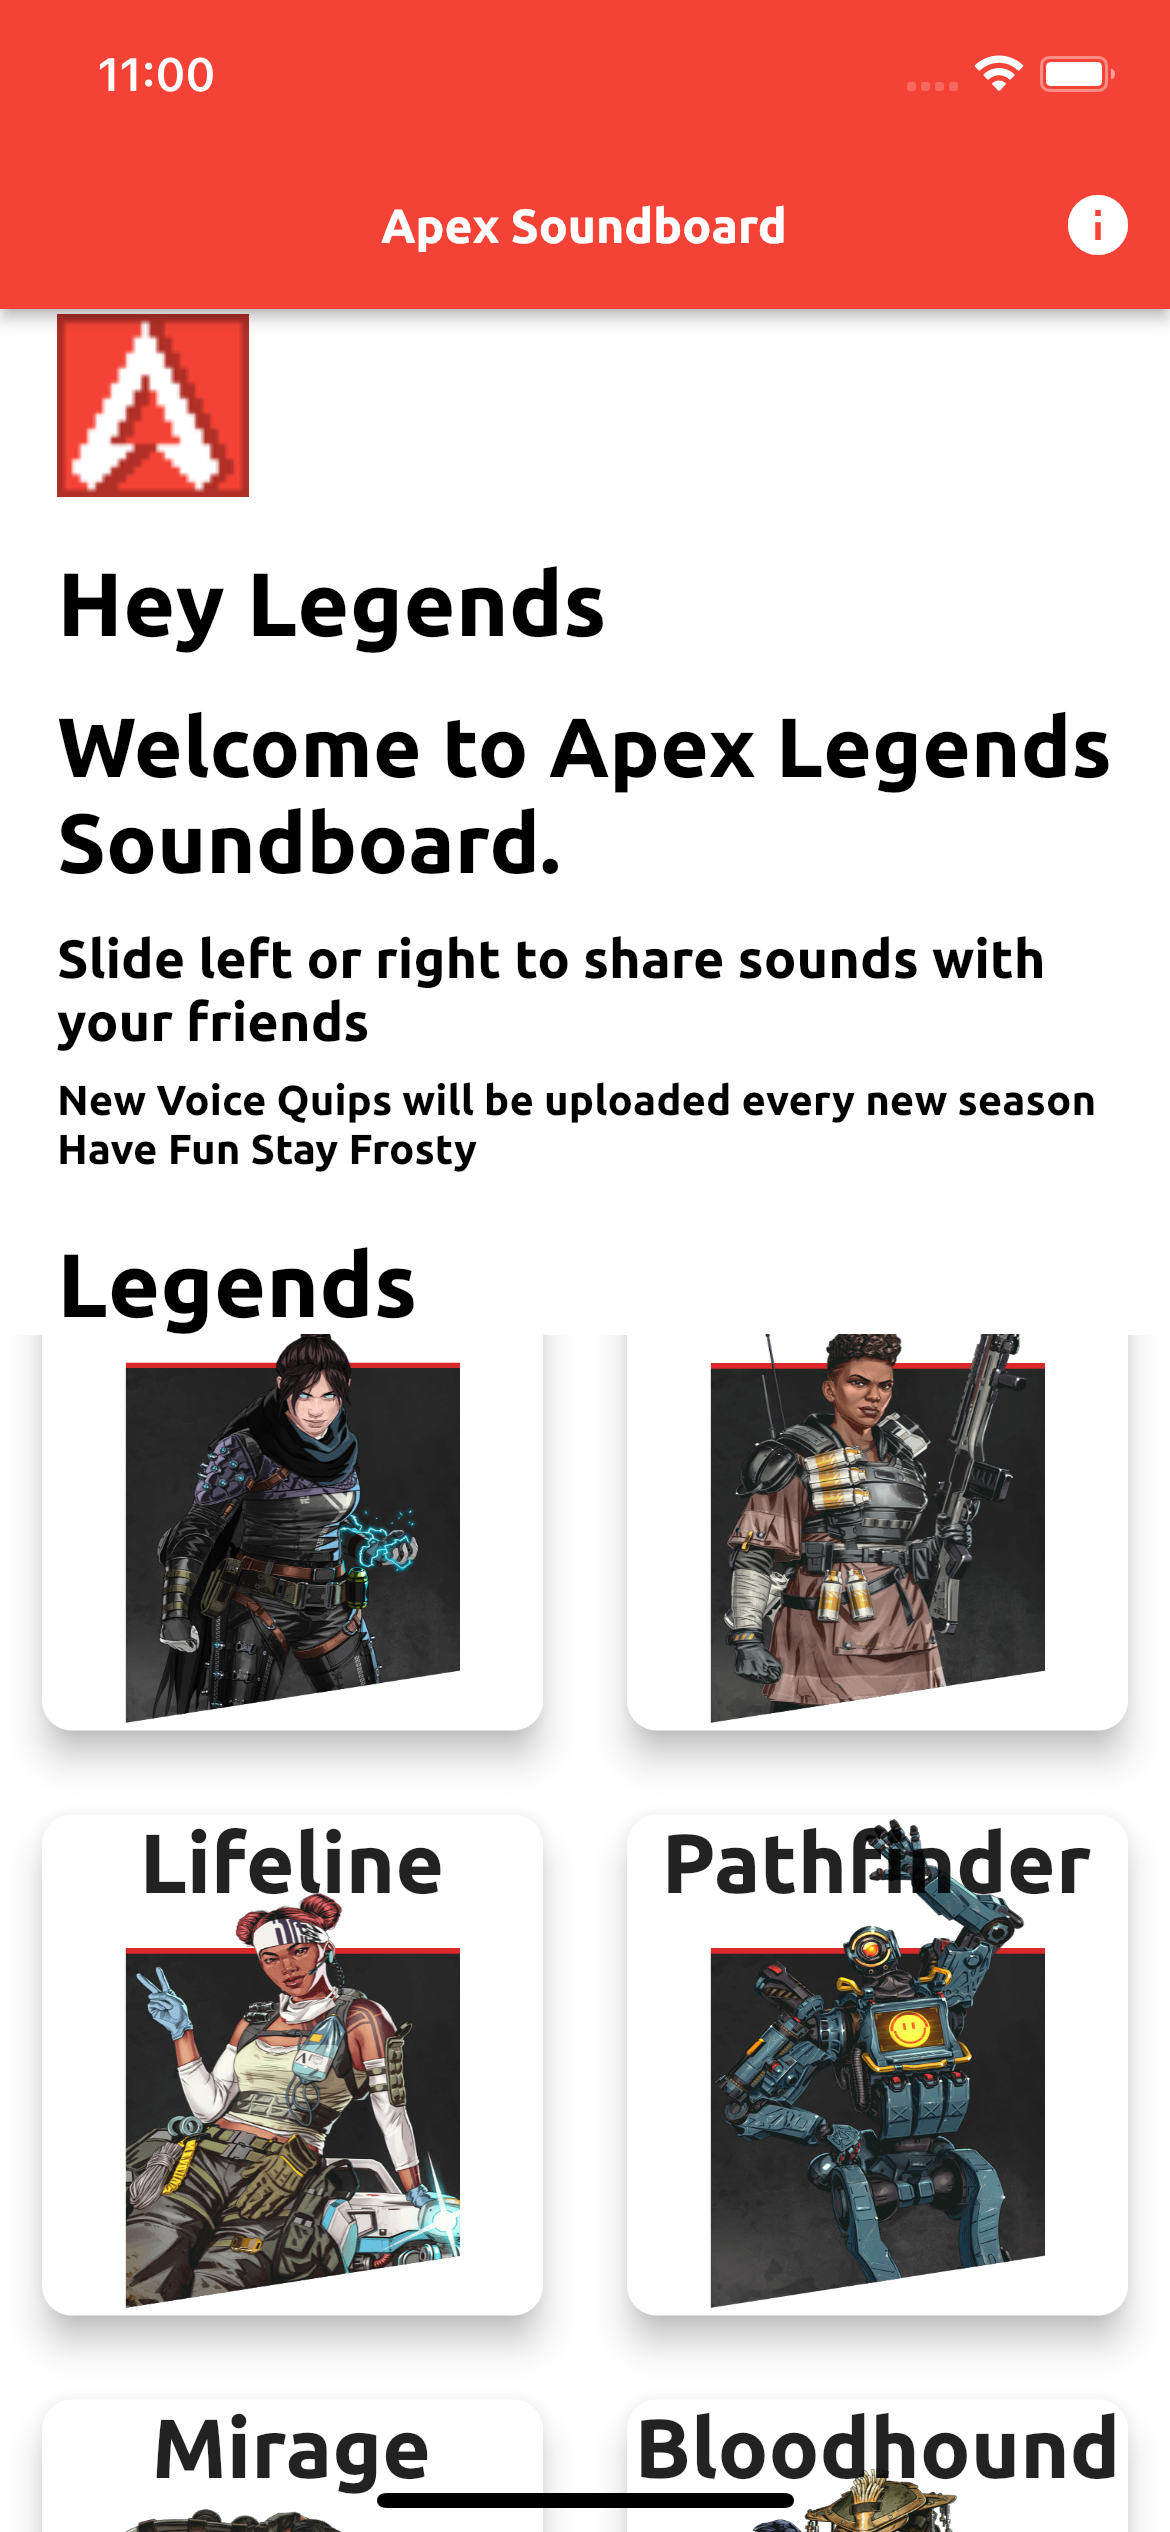 11:00
Apex Soundboard
Hey Legends
Welcome to Apex Legends
Soundboard.
Slide left or right to share sounds with
your friends
New Voice Quips will be uploaded every new season
Have Fun Stay Frosty
Legends
Lifeline
Pathfinder
Mirage
Bloodhound